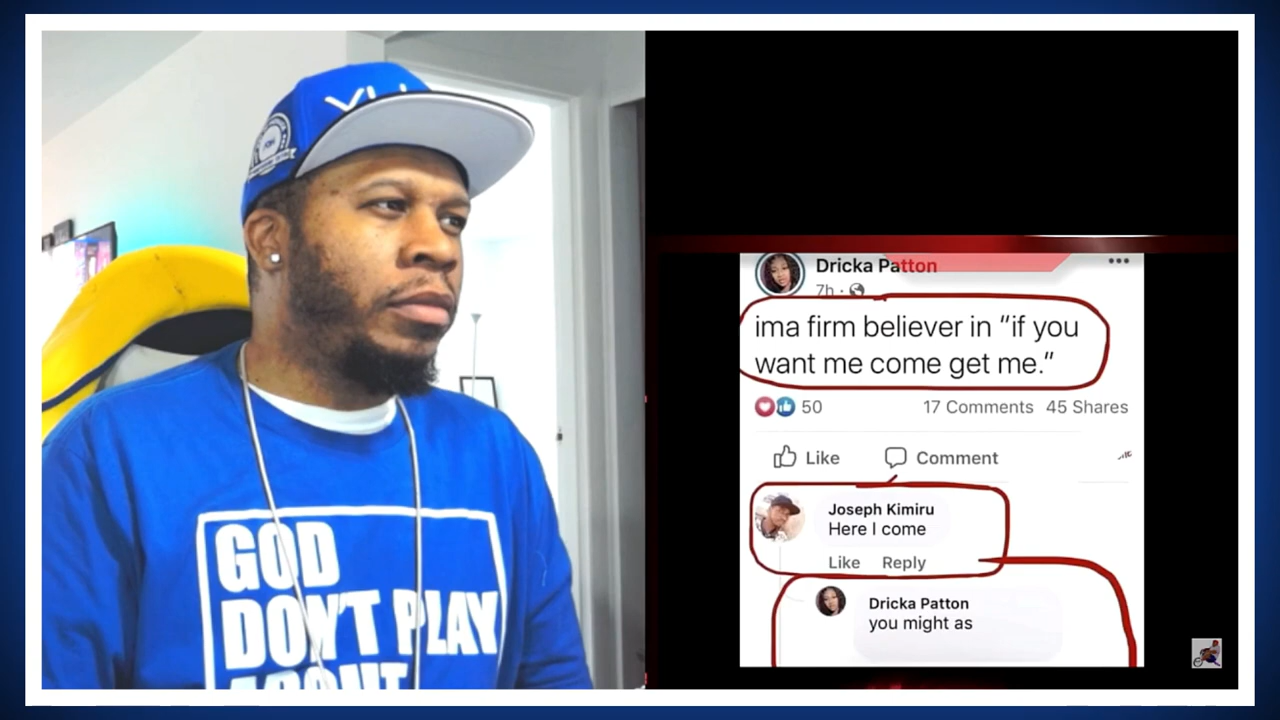 GOD
DON'T PLAY
ABOUT
Dricka Patton
7h
ima firm believer in "if you
want me come get me."
50
17 Comments 45 Shares
Like Comment
Joseph Kimiru
Here I come
Like Reply
Dricka Patton
you might as